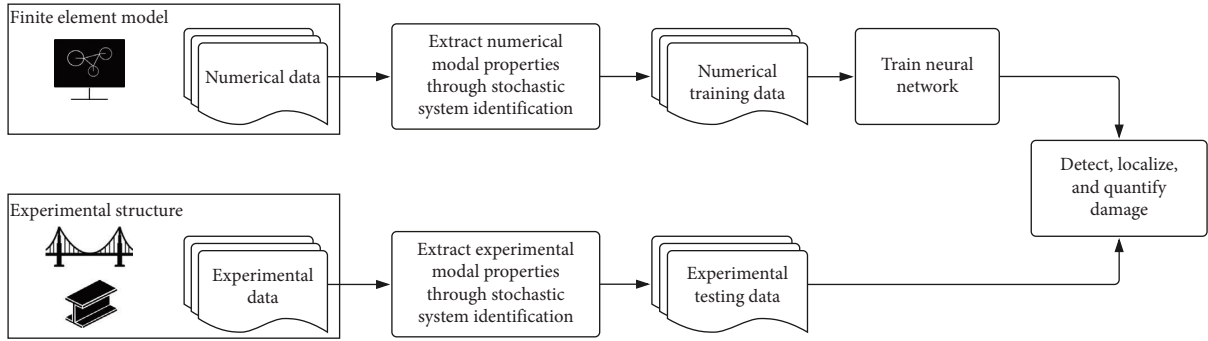 Finite element model
Numerical data
Extract numerical
modal properties
through stochastic
system identification
Numerical
training data
Train neural
network
Detect, localize,
and quantify
damage
Experimental structure
Experimental
data
Extract experimental
modal properties
through stochastic
system identification
Experimental
testing data